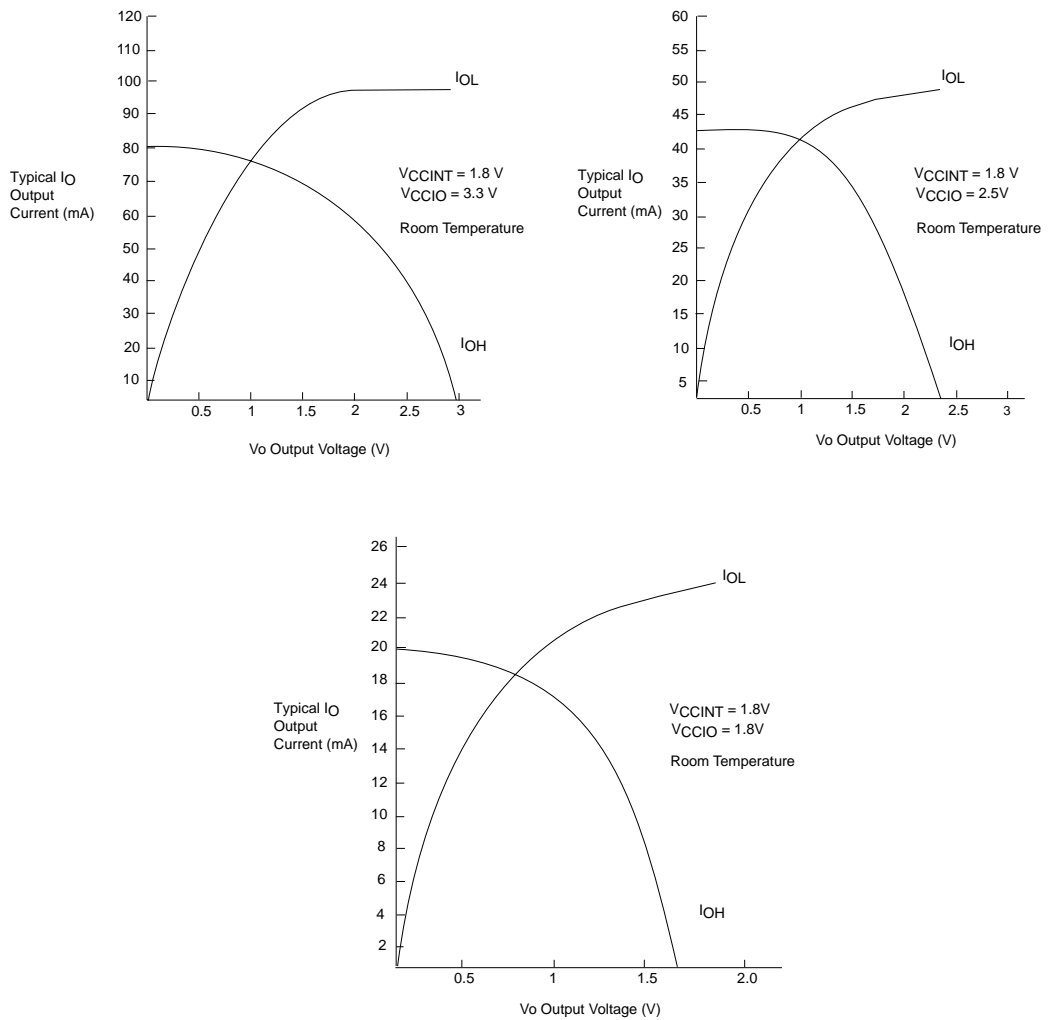 120
110
100
90
80
70
60
50
40
30
20
10
IOL
Typical IO
Output
Current (mA)
VCCINT = 1.8 V
VCCIO = 3.3 V
Room Temperature
IOH
0.5 1 1.5 2 2.5 3
Vo Output Voltage (V)
60
55
50
45
40
35
30
25
20
15
10
5
IOL
Typical IO
Output
Current (mA)
VCCINT = 1.8 V
VCCIO = 2.5V
Room Temperature
IOH
0.5 1 1.5 2 2.5 3
Vo Output Voltage (V)
26
24
22
20
18
16
14
12
10
8
6
4
2
IOL
Typical IO
Output
Current (mA)
VCCINT = 1.8V
VCCIO = 1.8V
Room Temperature
IOH
0.5 1 1.5 2.0
Vo Output Voltage (V)